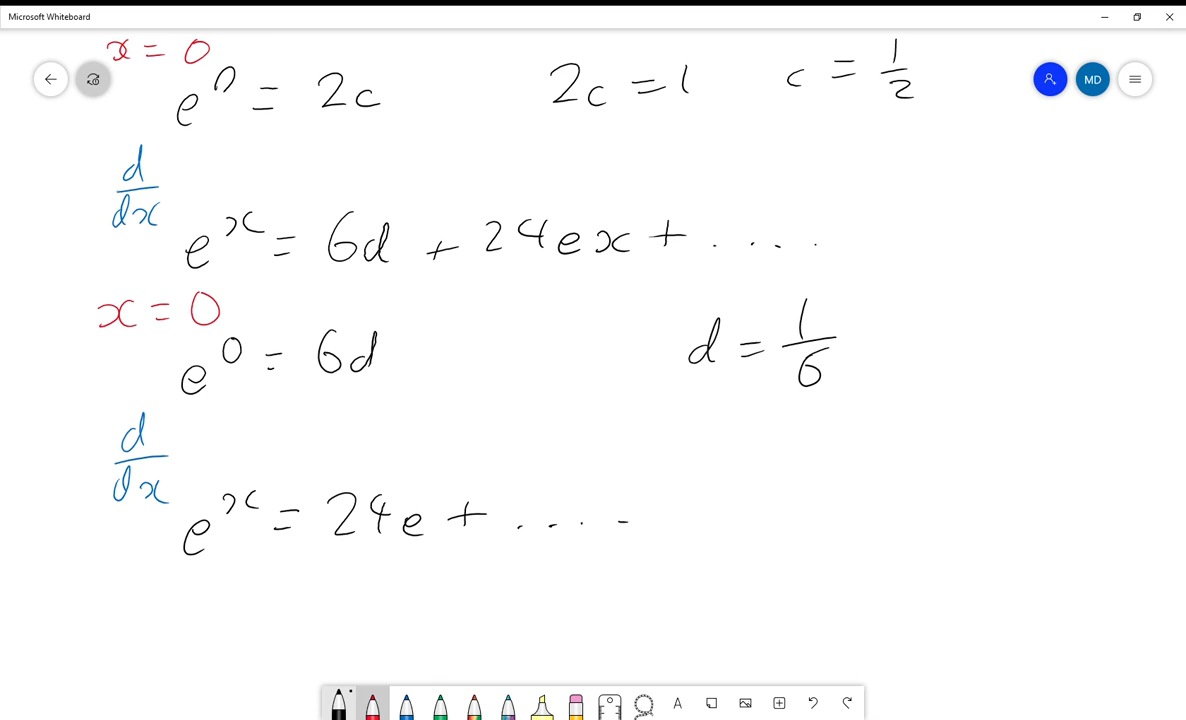 Microsoft Whiteboard
x = 0
e^0 = 2c 2c = 1 c = 1/2
MD
d/dx
e^x = 6d + 24ex + ....
x = 0
e^0 = 6d d = 1/6
d/dx
e^x = 24e + .....
A